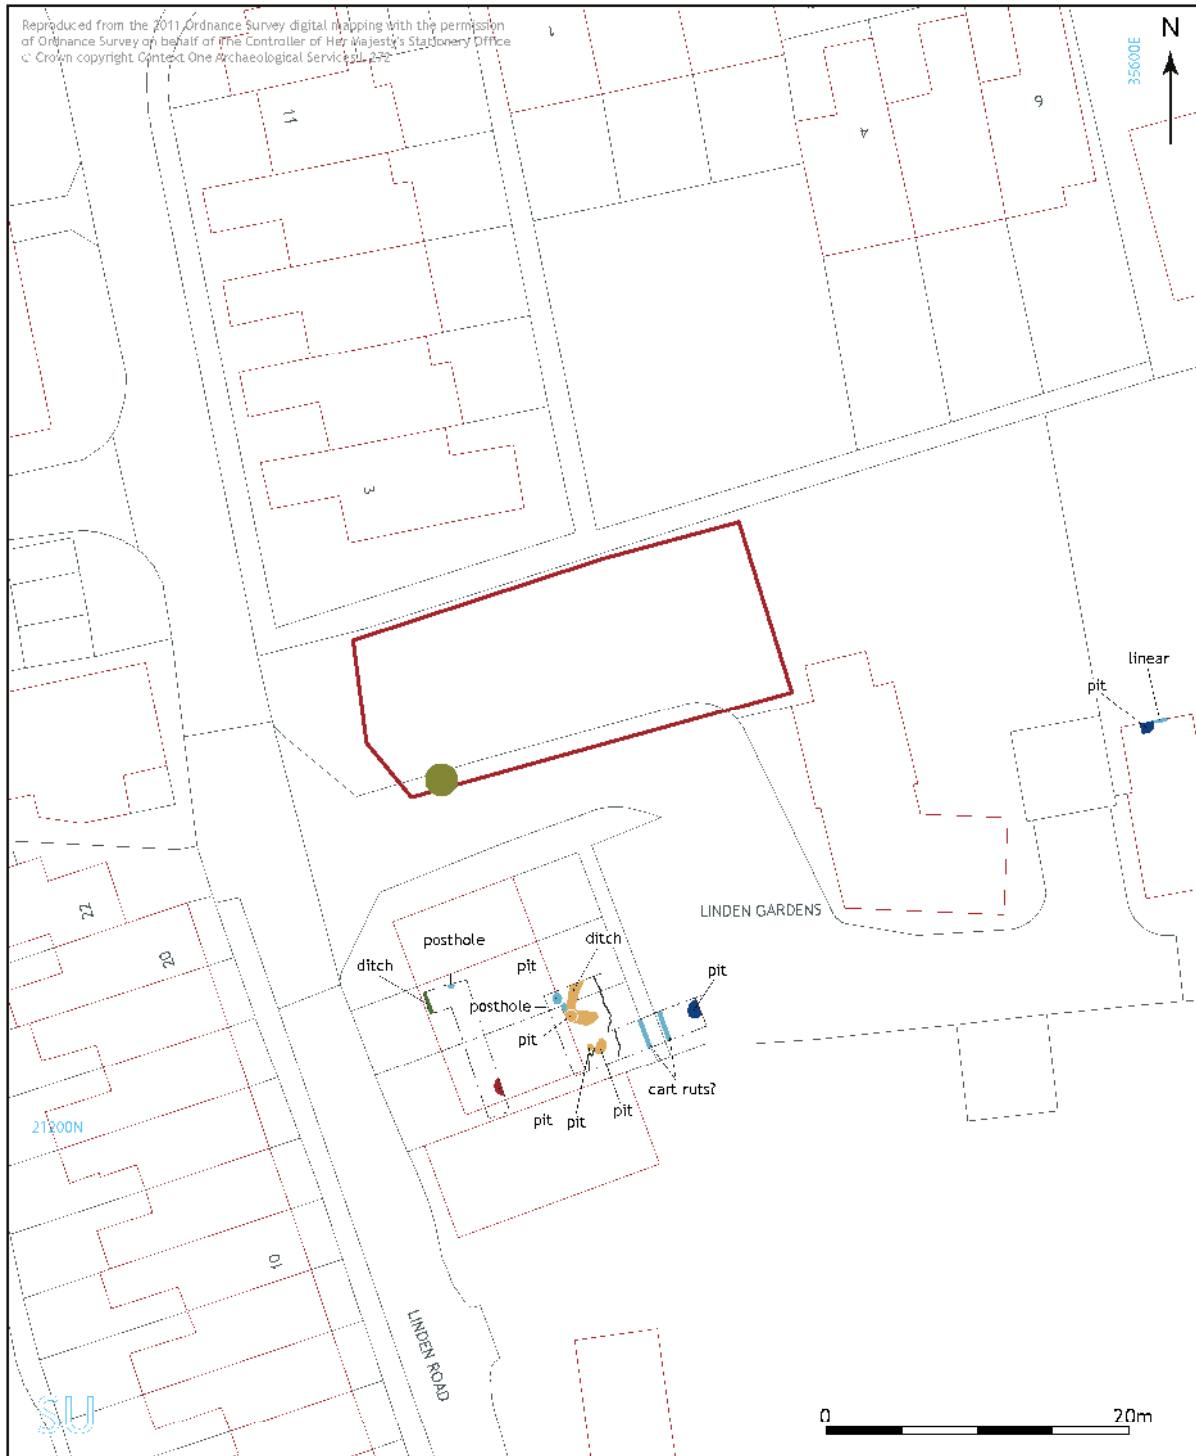 Reproduced from the 2011 Ordnance Survey digital mapping with the permission
of Ordnance Survey on behalf of The Controller of Her Majesty's Stationery Office
© Crown copyright Context One Archaeological Services L 272
N
35600E
1
11
4
6
3
linear
pit
LINDEN GARDENS
22
20
posthole
ditch
pit
ditch
posthole
pit
pit
cart ruts?
pit
pit
pit
21200N
10
LINDEN ROAD
SU
0
20m